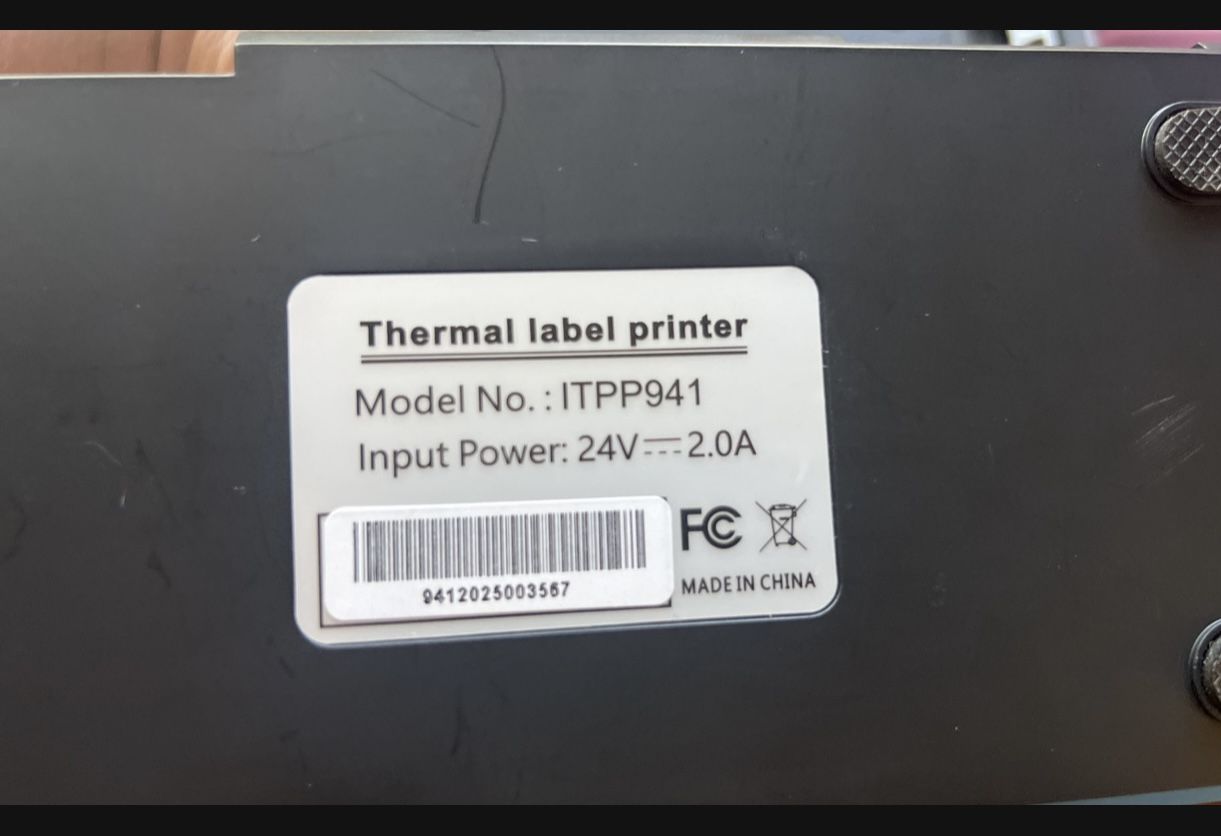 Thermal label printer
Model No. : ITPP941
Input Power: 24V⎓2.0A
9412025003567
FC
MADE IN CHINA